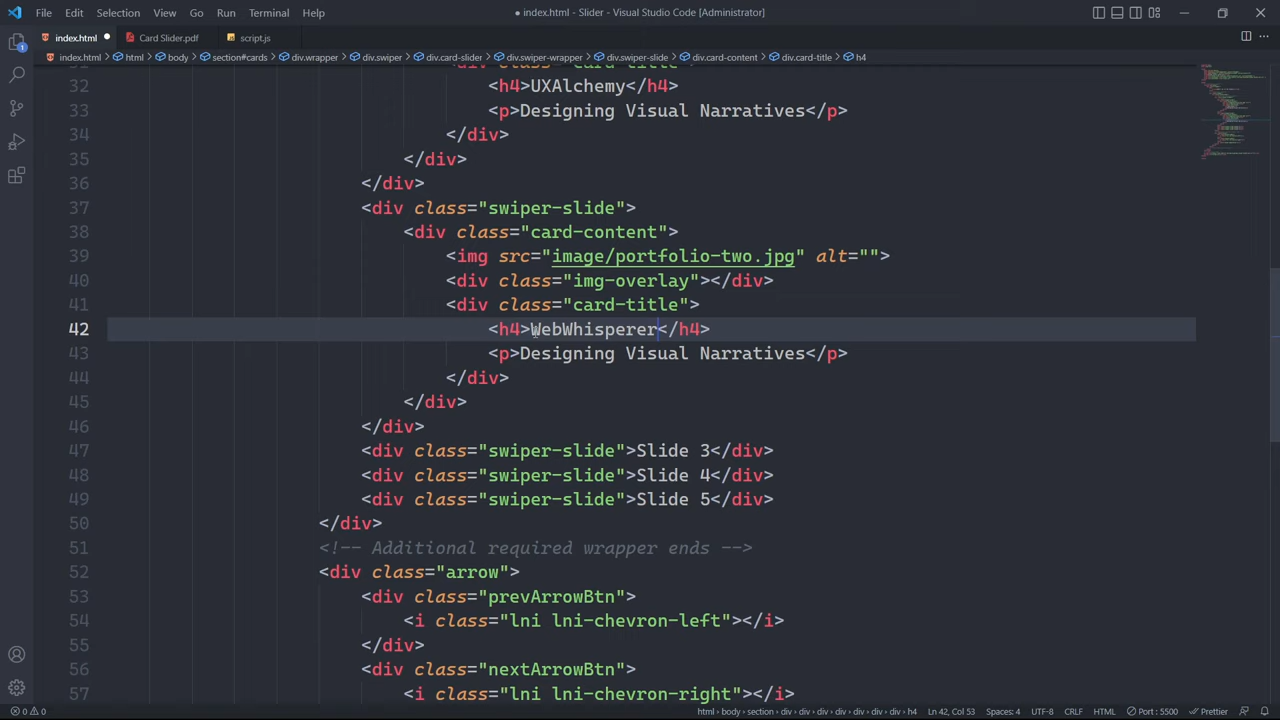 File Edit Selection View Go Run Terminal Help
● index.html - Slider - Visual Studio Code [Administrator]
index.html ●
Card Slider.pdf
script.js
index.html > html > body > section#cards > div.wrapper > div.swiper > div.card-slider > div.swiper-wrapper > div.swiper-slide > div.card-content > div.card-title > h4
32 <h4>UXAlchemy</h4>
33 <p>Designing Visual Narratives</p>
34 </div>
35 </div>
36 </div>
37 <div class="swiper-slide">
38 <div class="card-content">
39 <img src="image/portfolio-two.jpg" alt="">
40 <div class="img-overlay"></div>
41 <div class="card-title">
42 <h4>WebWhisperer</h4>
43 <p>Designing Visual Narratives</p>
44 </div>
45 </div>
46 </div>
47 <div class="swiper-slide">Slide 3</div>
48 <div class="swiper-slide">Slide 4</div>
49 <div class="swiper-slide">Slide 5</div>
50 </div>
51 <!-- Additional required wrapper ends -->
52 <div class="arrow">
53 <div class="prevArrowBtn">
54 <i class="lni lni-chevron-left"></i>
55 </div>
56 <div class="nextArrowBtn">
57 <i class="lni lni-chevron-right"></i>
1
0 0
html > body > section > div > div > div > div > div > div > div > h4 Ln 42, Col 53 Spaces: 4 UTF-8 CRLF HTML Port : 5500 Prettier